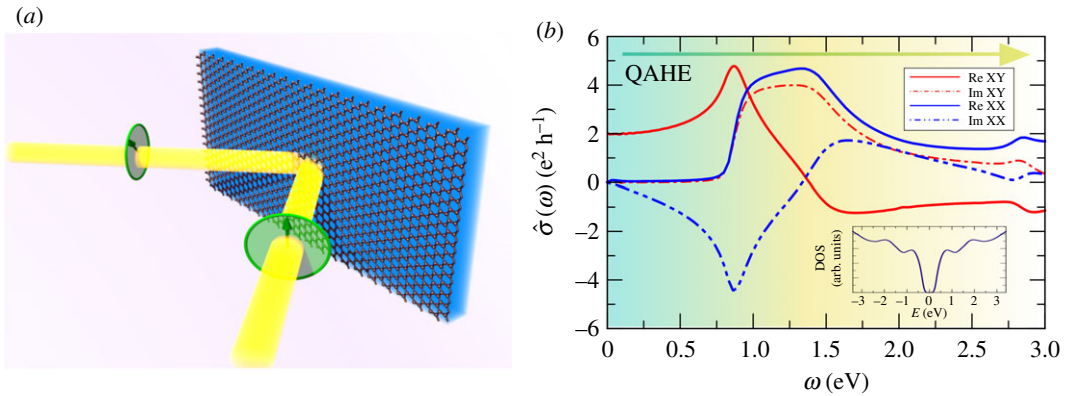 (a)
(b)
6
4
2
0
−2
−4
−6
σ̂(ω) (e² h⁻¹)
QAHE
Re XY
Im XY
Re XX
Im XX
DOS
(arb. units)
−3 −2 −1 0 1 2 3
E (eV)
0 0.5 1.0 1.5 2.0 2.5 3.0
ω (eV)